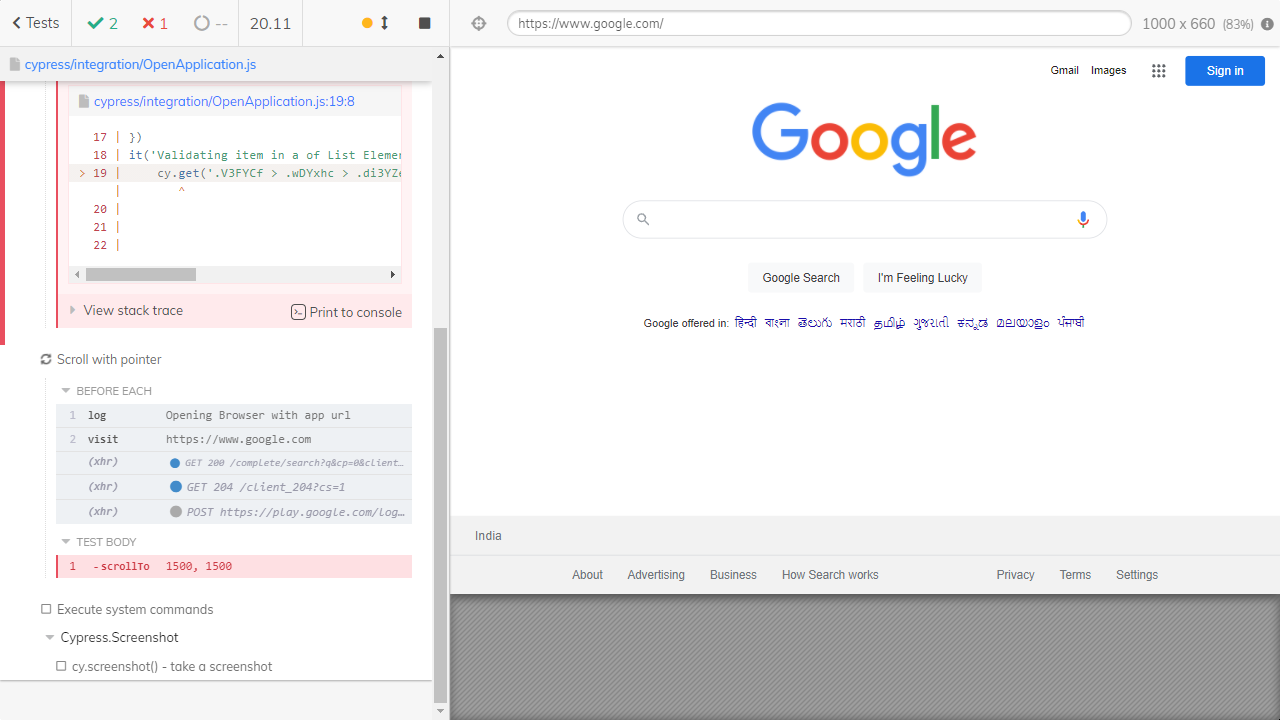 Tests
2
1
--
20.11
https://www.google.com/
1000 x 660 (83%)
cypress/integration/OpenApplication.js
cypress/integration/OpenApplication.js:19:8
17 | })
18 | it('Validating item in a of List Elemen
> 19 |     cy.get('.V3FYCf > .wDYxhc > .di3YZe
|        ^
20 |
21 |
22 |
View stack trace
Print to console
Scroll with pointer
BEFORE EACH
1 log Opening Browser with app url
2 visit https://www.google.com
(xhr) GET 200 /complete/search?q&cp=0&client…
(xhr) GET 204 /client_204?cs=1
(xhr) POST https://play.google.com/log…
TEST BODY
1 -scrollTo 1500, 1500
Execute system commands
Cypress.Screenshot
cy.screenshot() - take a screenshot
Gmail Images
Sign in
Google
Google Search
I'm Feeling Lucky
Google offered in: हिन्दी বাংলা తెలుగు मराठी தமிழ் ગુજરાતી ಕನ್ನಡ മലയാളം ਪੰਜਾਬੀ
India
About Advertising Business How Search works Privacy Terms Settings